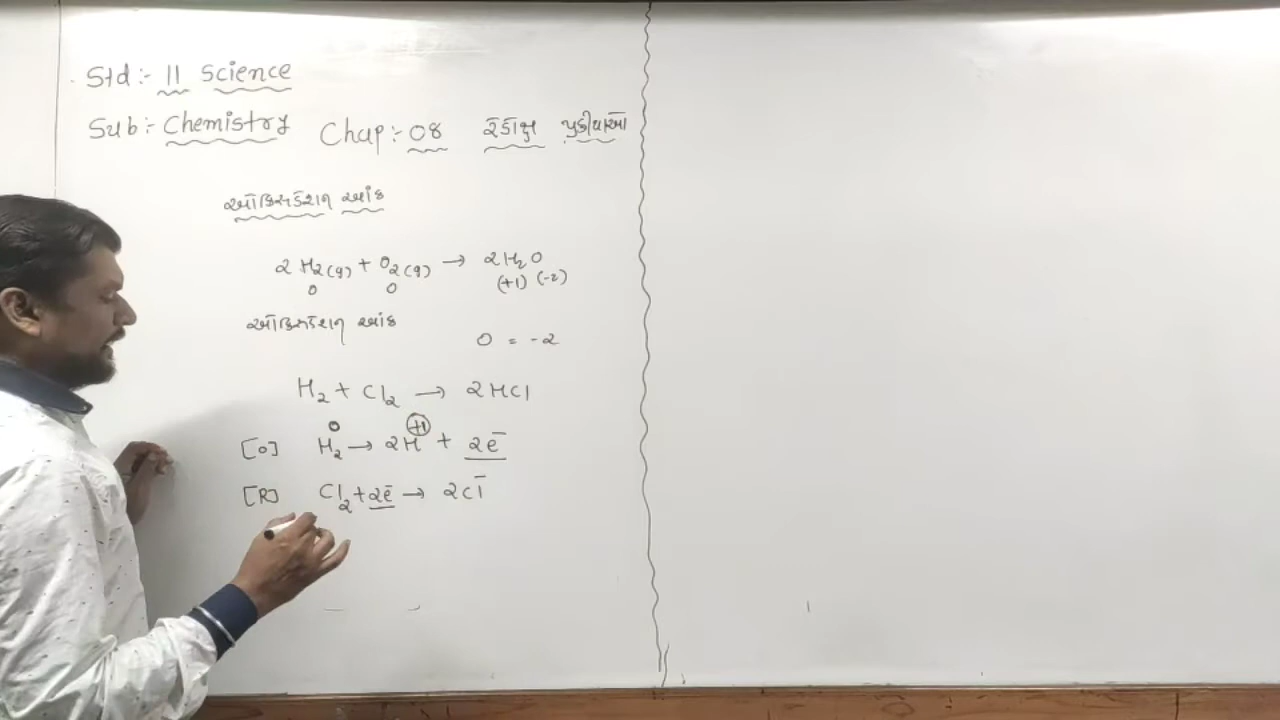 Std :- 11 Science
Sub :- Chemistry Chap :- 08 રેડોક્ષ પ્રક્રીયાઓ
ઓક્સિડેશન આંક
2 H₂(g) + O₂(g) → 2H₂O
0 0 (+1) (-2)
ઓક્સિડેશન આંક
O = -2
H₂ + Cl₂ → 2HCl
0 +1
[O] H₂ → 2H + 2e⁻
[R] Cl₂ + 2e⁻ → 2Cl⁻